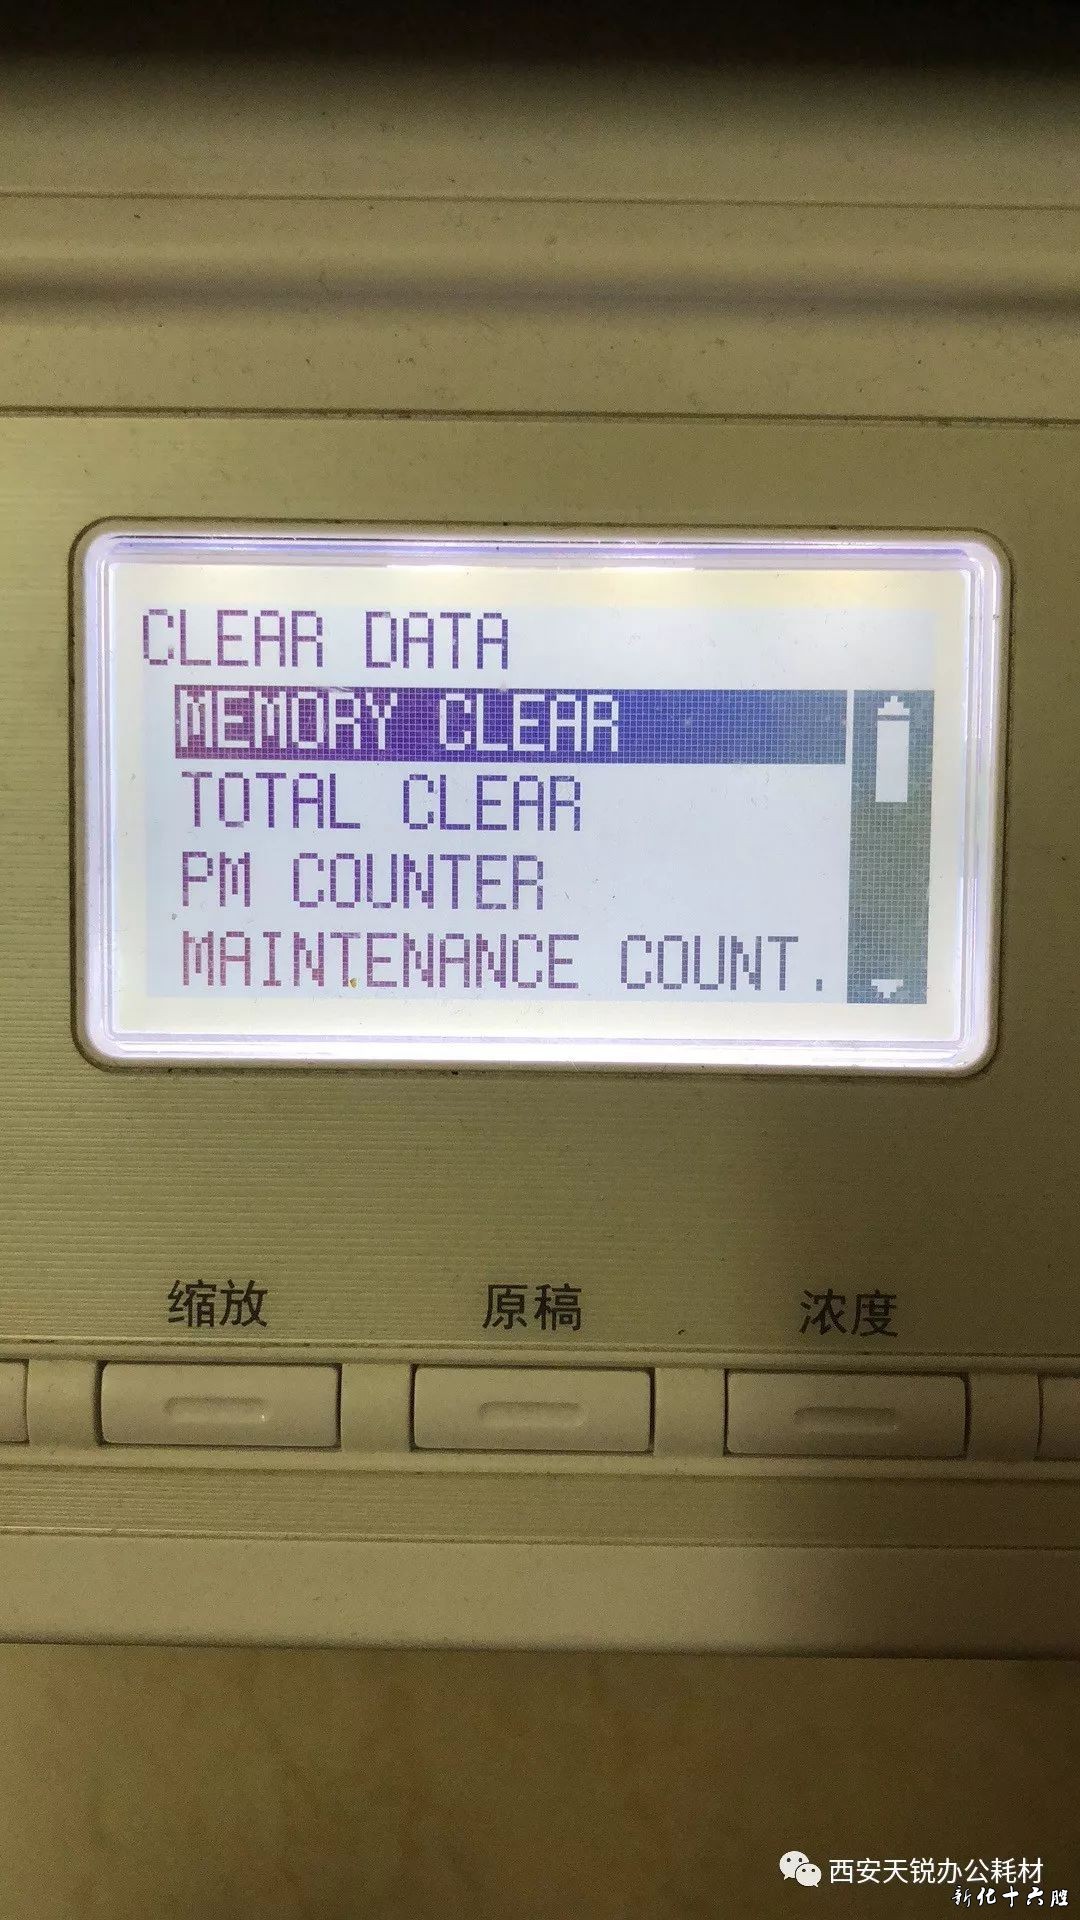 CLEAR DATA
MEMORY CLEAR
TOTAL CLEAR
PM COUNTER
MAINTENANCE COUNT.
缩放 原稿 浓度
西安天锐办公耗材
新化十六腔